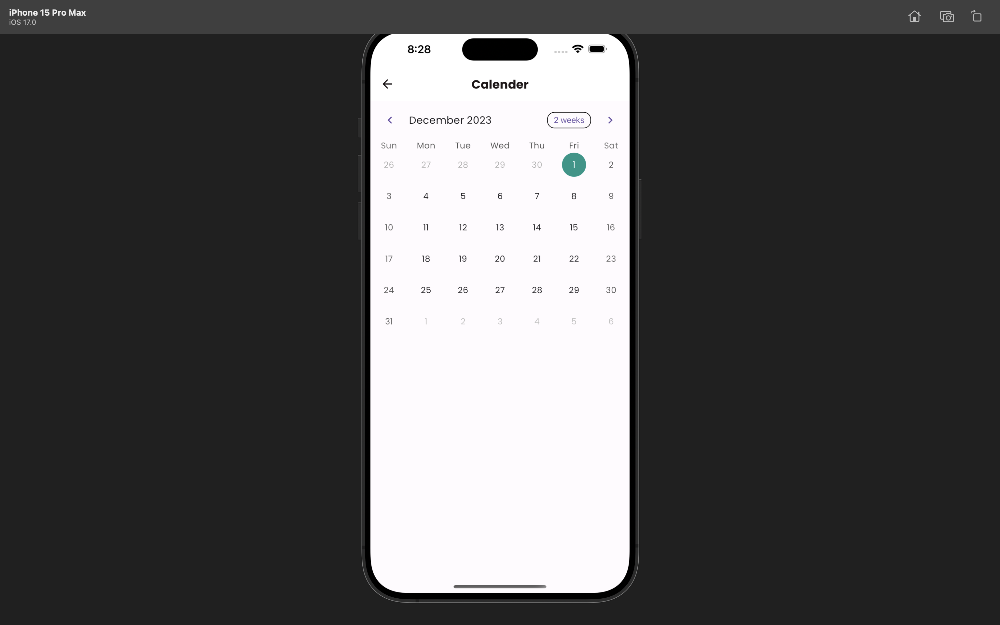 iPhone 15 Pro Max
iOS 17.0
8:28
Calender
December 2023 2 weeks
Sun Mon Tue Wed Thu Fri Sat
26 27 28 29 30 1 2
3 4 5 6 7 8 9
10 11 12 13 14 15 16
17 18 19 20 21 22 23
24 25 26 27 28 29 30
31 1 2 3 4 5 6